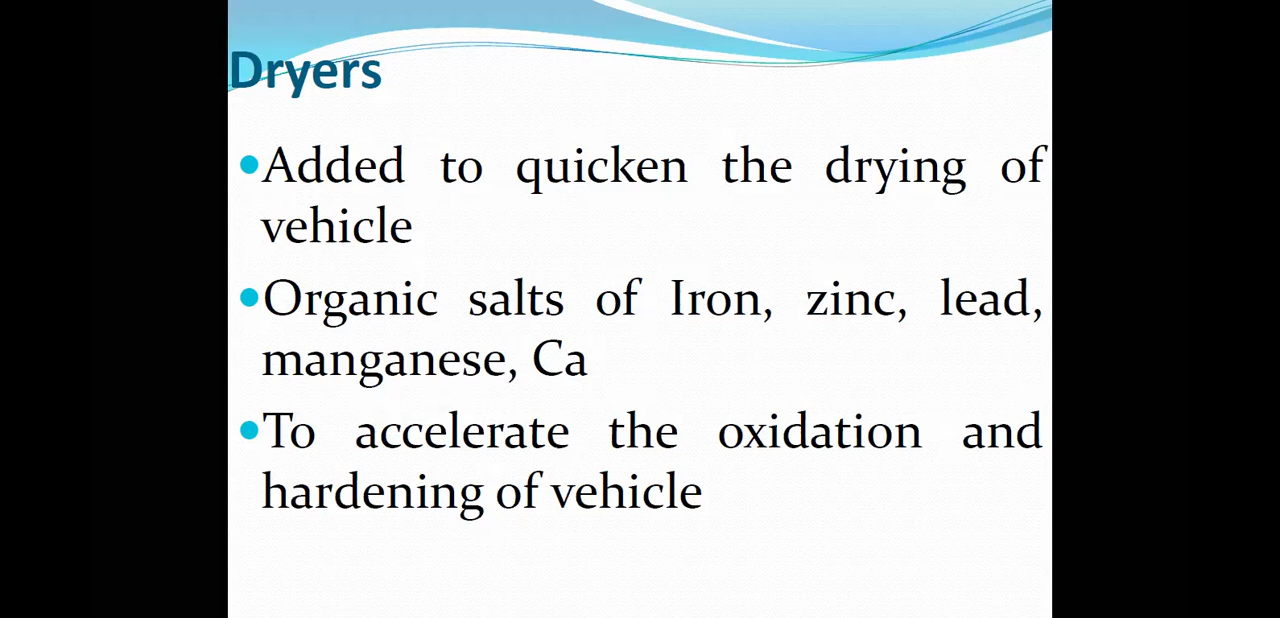 Dryers
•Added to quicken the drying of
vehicle
•Organic salts of Iron, zinc, lead,
manganese, Ca
•To accelerate the oxidation and
hardening of vehicle